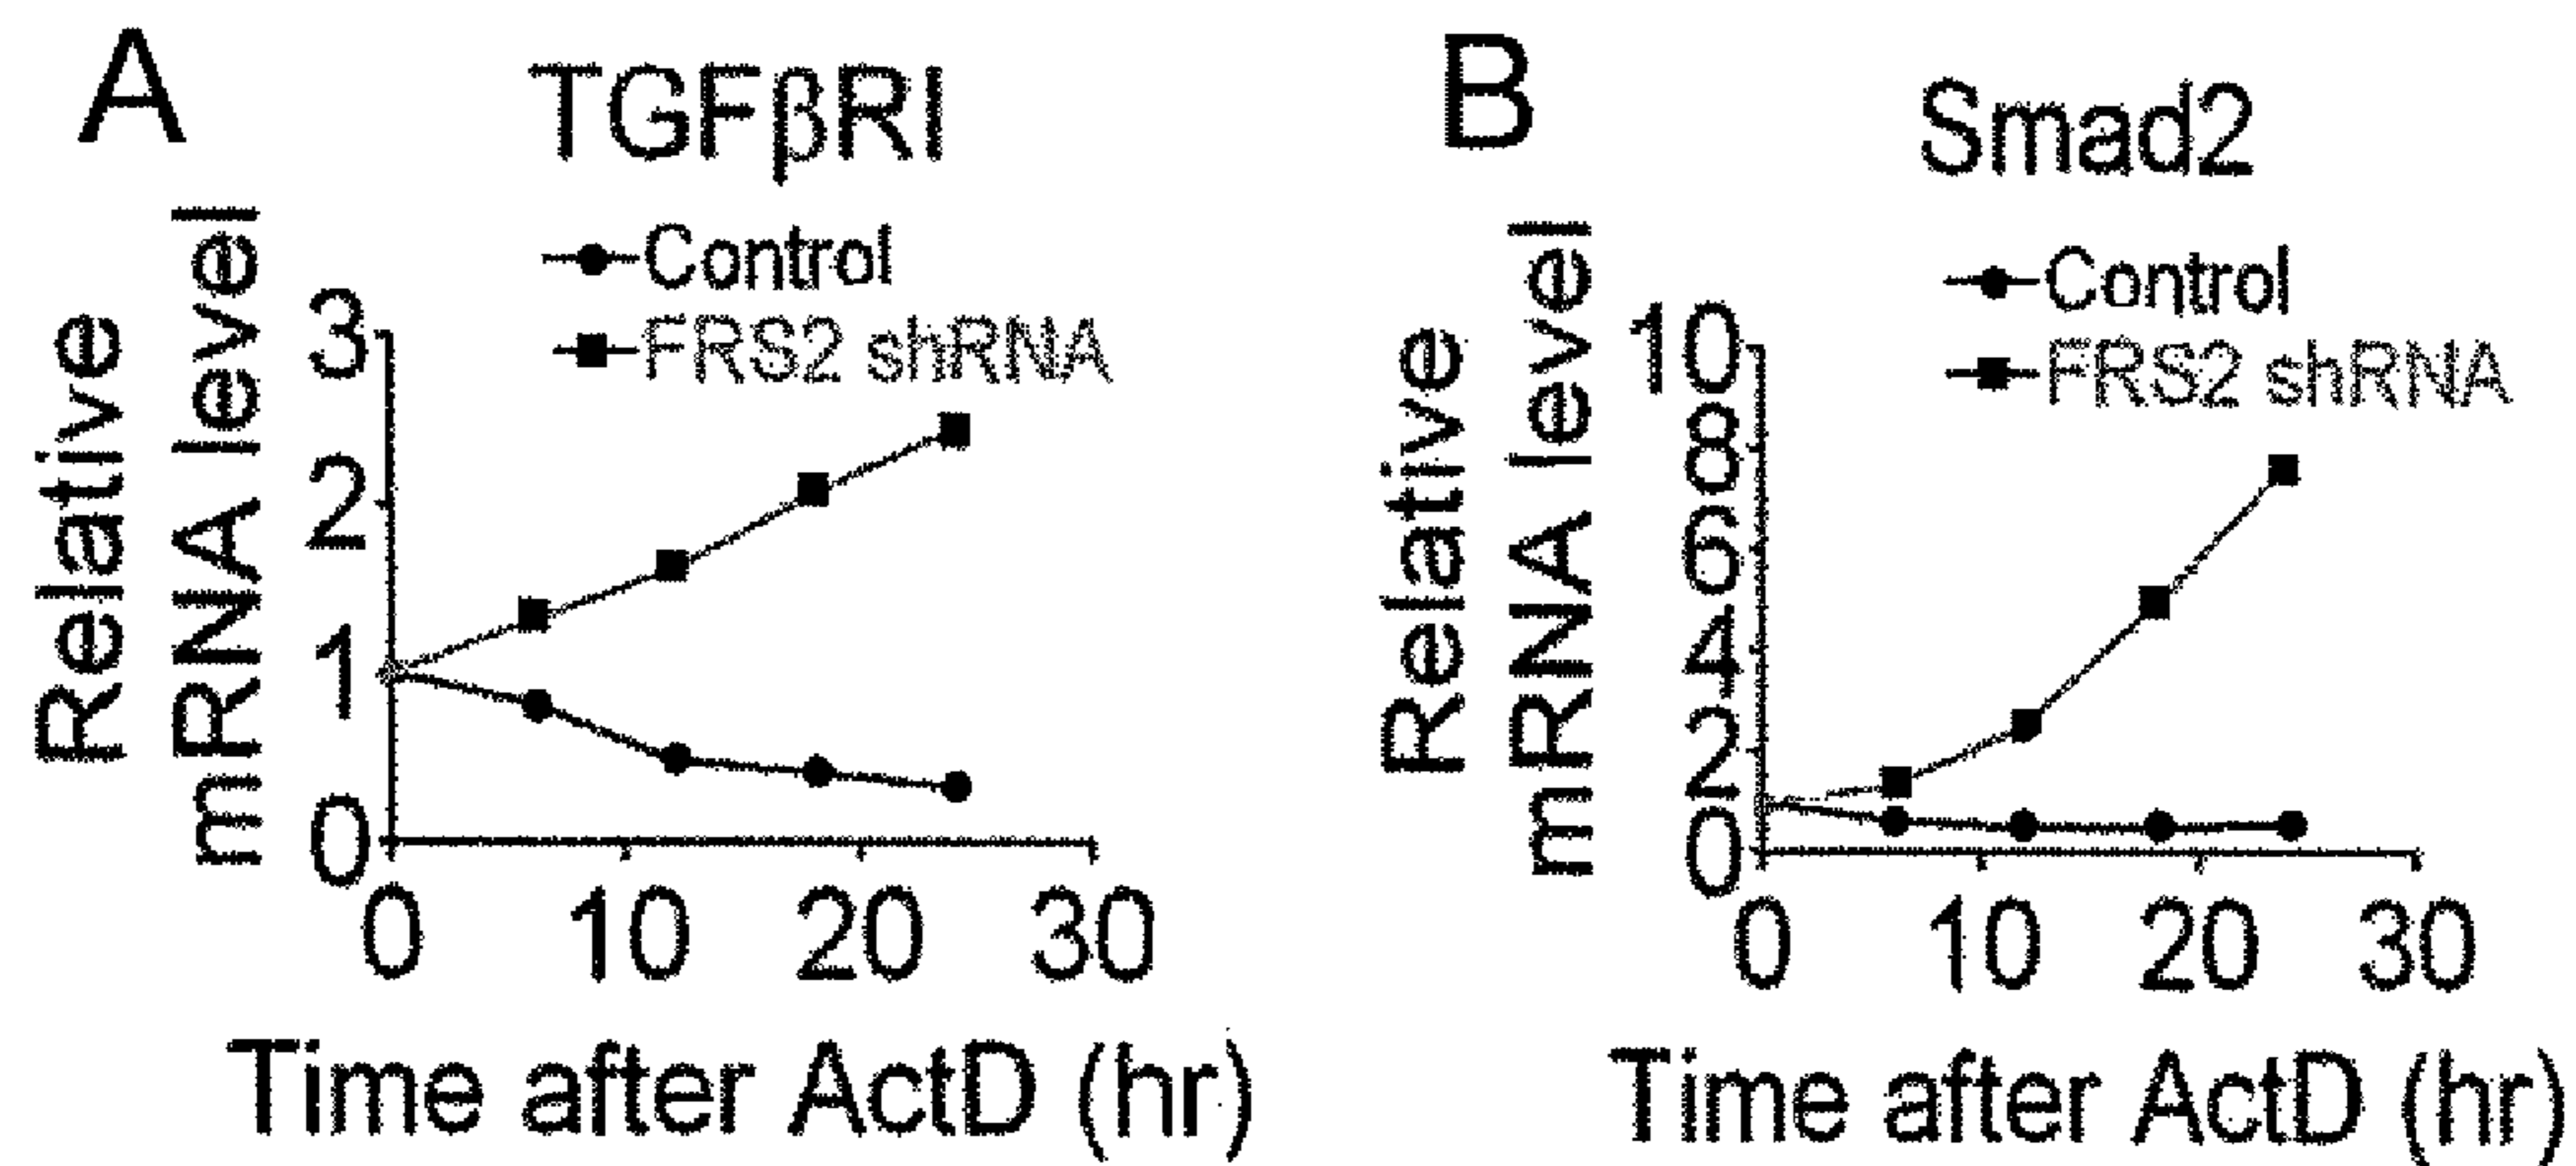 A
TGFβRI
Control
FRS2 shRNA
Relative
mRNA level
3
2
1
0
0 10 20 30
Time after ActD (hr)
B
Smad2
Control
FRS2 shRNA
Relative
mRNA level
10
8
6
4
2
0
0 10 20 30
Time after ActD (hr)